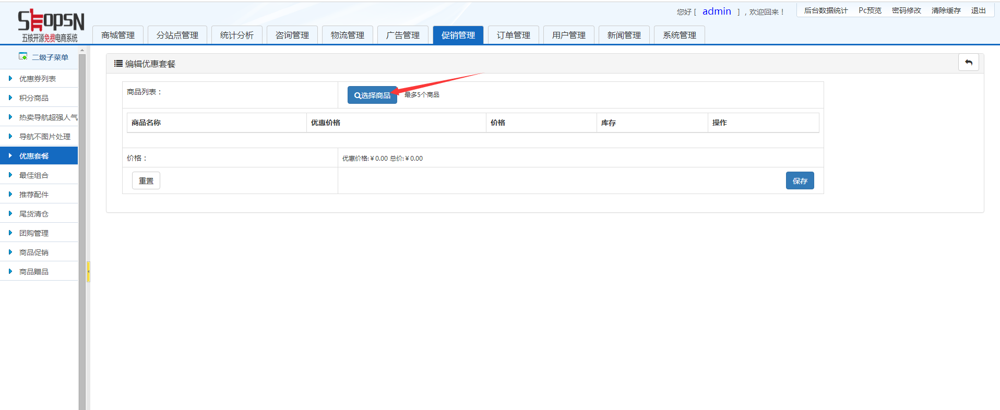 SHOPSN
五核开源免费电商系统
您好 [ admin ] , 欢迎回来！
后台数据统计 Pc预览 密码修改 清除缓存 退出
商城管理 分站点管理 统计分析 咨询管理 物流管理 广告管理 促销管理 订单管理 用户管理 新闻管理 系统管理
二级子菜单
优惠券列表
积分商品
热卖导航超强人气
导航不图片处理
优惠套餐
最佳组合
推荐配件
尾货清仓
团购管理
商品促销
商品赠品
编辑优惠套餐
商品列表： 选择商品 最多5个商品
商品名称 优惠价格 价格 库存 操作
价格： 优惠价格:￥0.00 总价:￥0.00
重置 保存